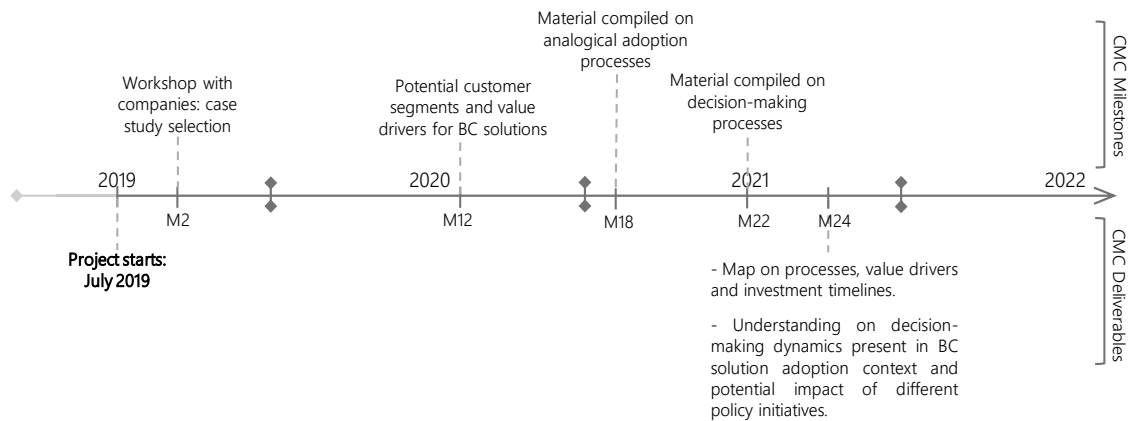 Material compiled on
analogical adoption
processes
CMC Milestones
Workshop with
companies: case
study selection
Potential customer
segments and value
drivers for BC solutions
Material compiled on
decision-making
processes
2019
2020
2021
2022
M2
M12
M18
M22
M24
Project starts:
July 2019
CMC Deliverables
- Map on processes, value drivers
and investment timelines.
- Understanding on decision-
making dynamics present in BC
solution adoption context and
potential impact of different
policy initiatives.